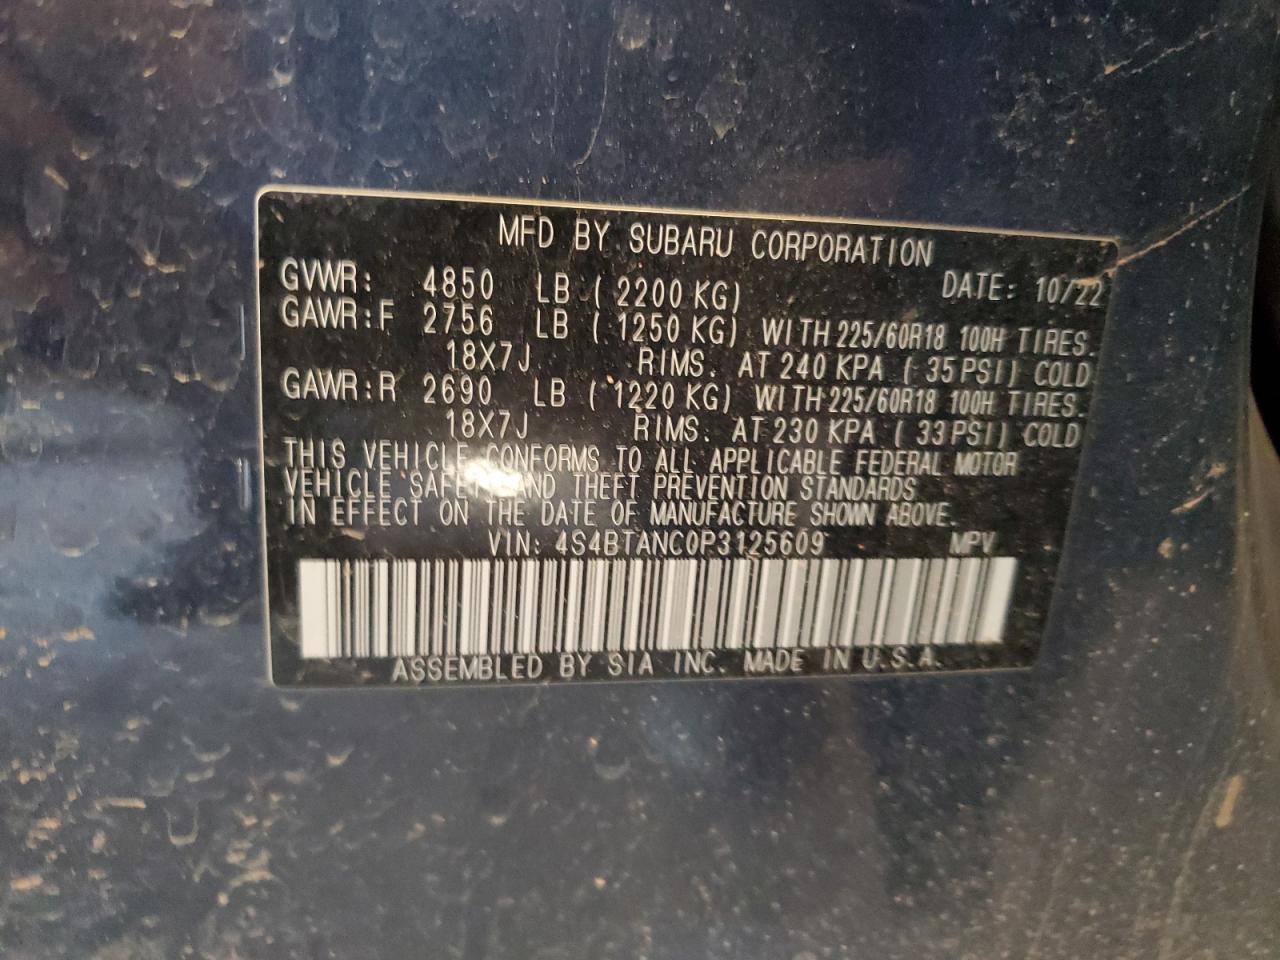 MFD BY SUBARU CORPORATION
DATE: 10/22
GVWR: 4850 LB (2200 KG)
GAWR:F 2756 LB (1250 KG) WITH 225/60R18 100H TIRES.
18X7J RIMS. AT 240 KPA (35PSI) COLD
GAWR:R 2690 LB (1220 KG) WITH 225/60R18 100H TIRES.
18X7J RIMS. AT 230 KPA (33PSI) COLD
THIS VEHICLE CONFORMS TO ALL APPLICABLE FEDERAL MOTOR
VEHICLE SAFETY AND THEFT PREVENTION STANDARDS
IN EFFECT ON THE DATE OF MANUFACTURE SHOWN ABOVE.
VIN: 4S4BTANC0P3125609 MPV
ASSEMBLED BY SIA INC. MADE IN U.S.A.